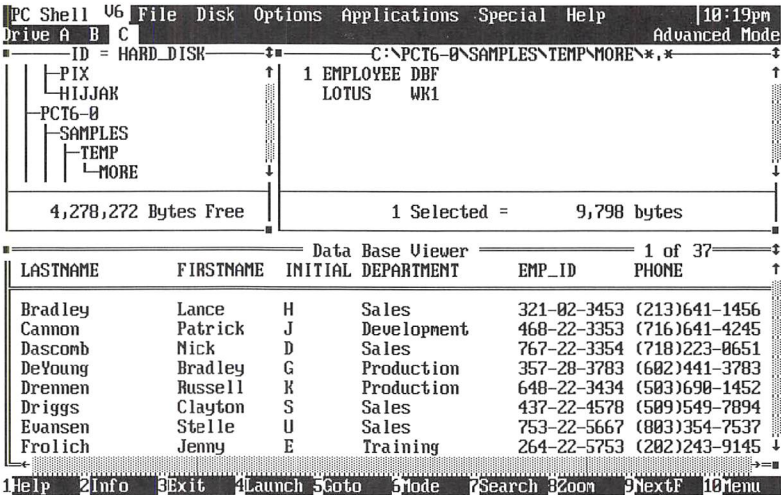 PC Shell V6 File Disk Options Applications Special Help 10:19pm
Drive A B C Advanced Mode
ID = HARD_DISK
C:\PCT6-0\SAMPLES\TEMP\MORE\*.*
PIX
HIJJAK
PCT6-0
SAMPLES
TEMP
MORE
1 EMPLOYEE DBF
LOTUS WK1
4,278,272 Bytes Free
1 Selected = 9,798 bytes
Data Base Viewer 1 of 37
LASTNAME FIRSTNAME INITIAL DEPARTMENT EMP_ID PHONE
Bradley Lance H Sales 321-02-3453 (213)641-1456
Cannon Patrick J Development 468-22-3353 (716)641-4245
Dascomb Nick D Sales 767-22-3354 (718)223-0651
DeYoung Bradley G Production 357-28-3783 (602)441-3783
Drennen Russell K Production 648-22-3434 (503)690-1452
Driggs Clayton S Sales 437-22-4578 (509)549-7894
Evansen Stelle U Sales 753-22-5667 (803)354-7537
Frolich Jenny E Training 264-22-5753 (202)243-9145
1Help 2Info 3Exit 4Launch 5Goto 6Mode 7Search 8Zoom 9NextF 10Menu